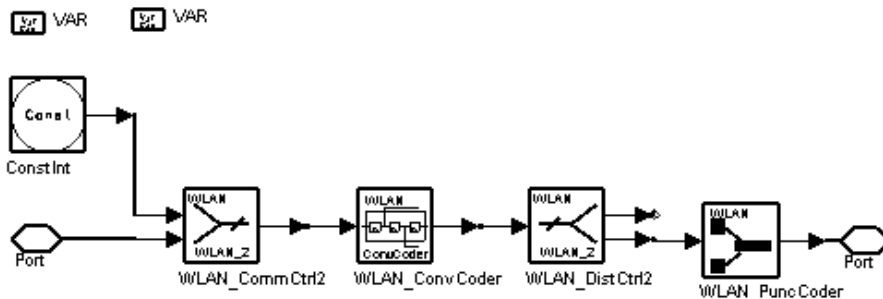 VAR
VAR
Const
ConstInt
Port
WLAN
WLAN_2
WLAN_CommCtrl2
WLAN
ConvCoder
WLAN_ConvCoder
WLAN
WLAN_2
WLAN_DistCtrl2
WLAN
WLAN_PuncCoder
Port